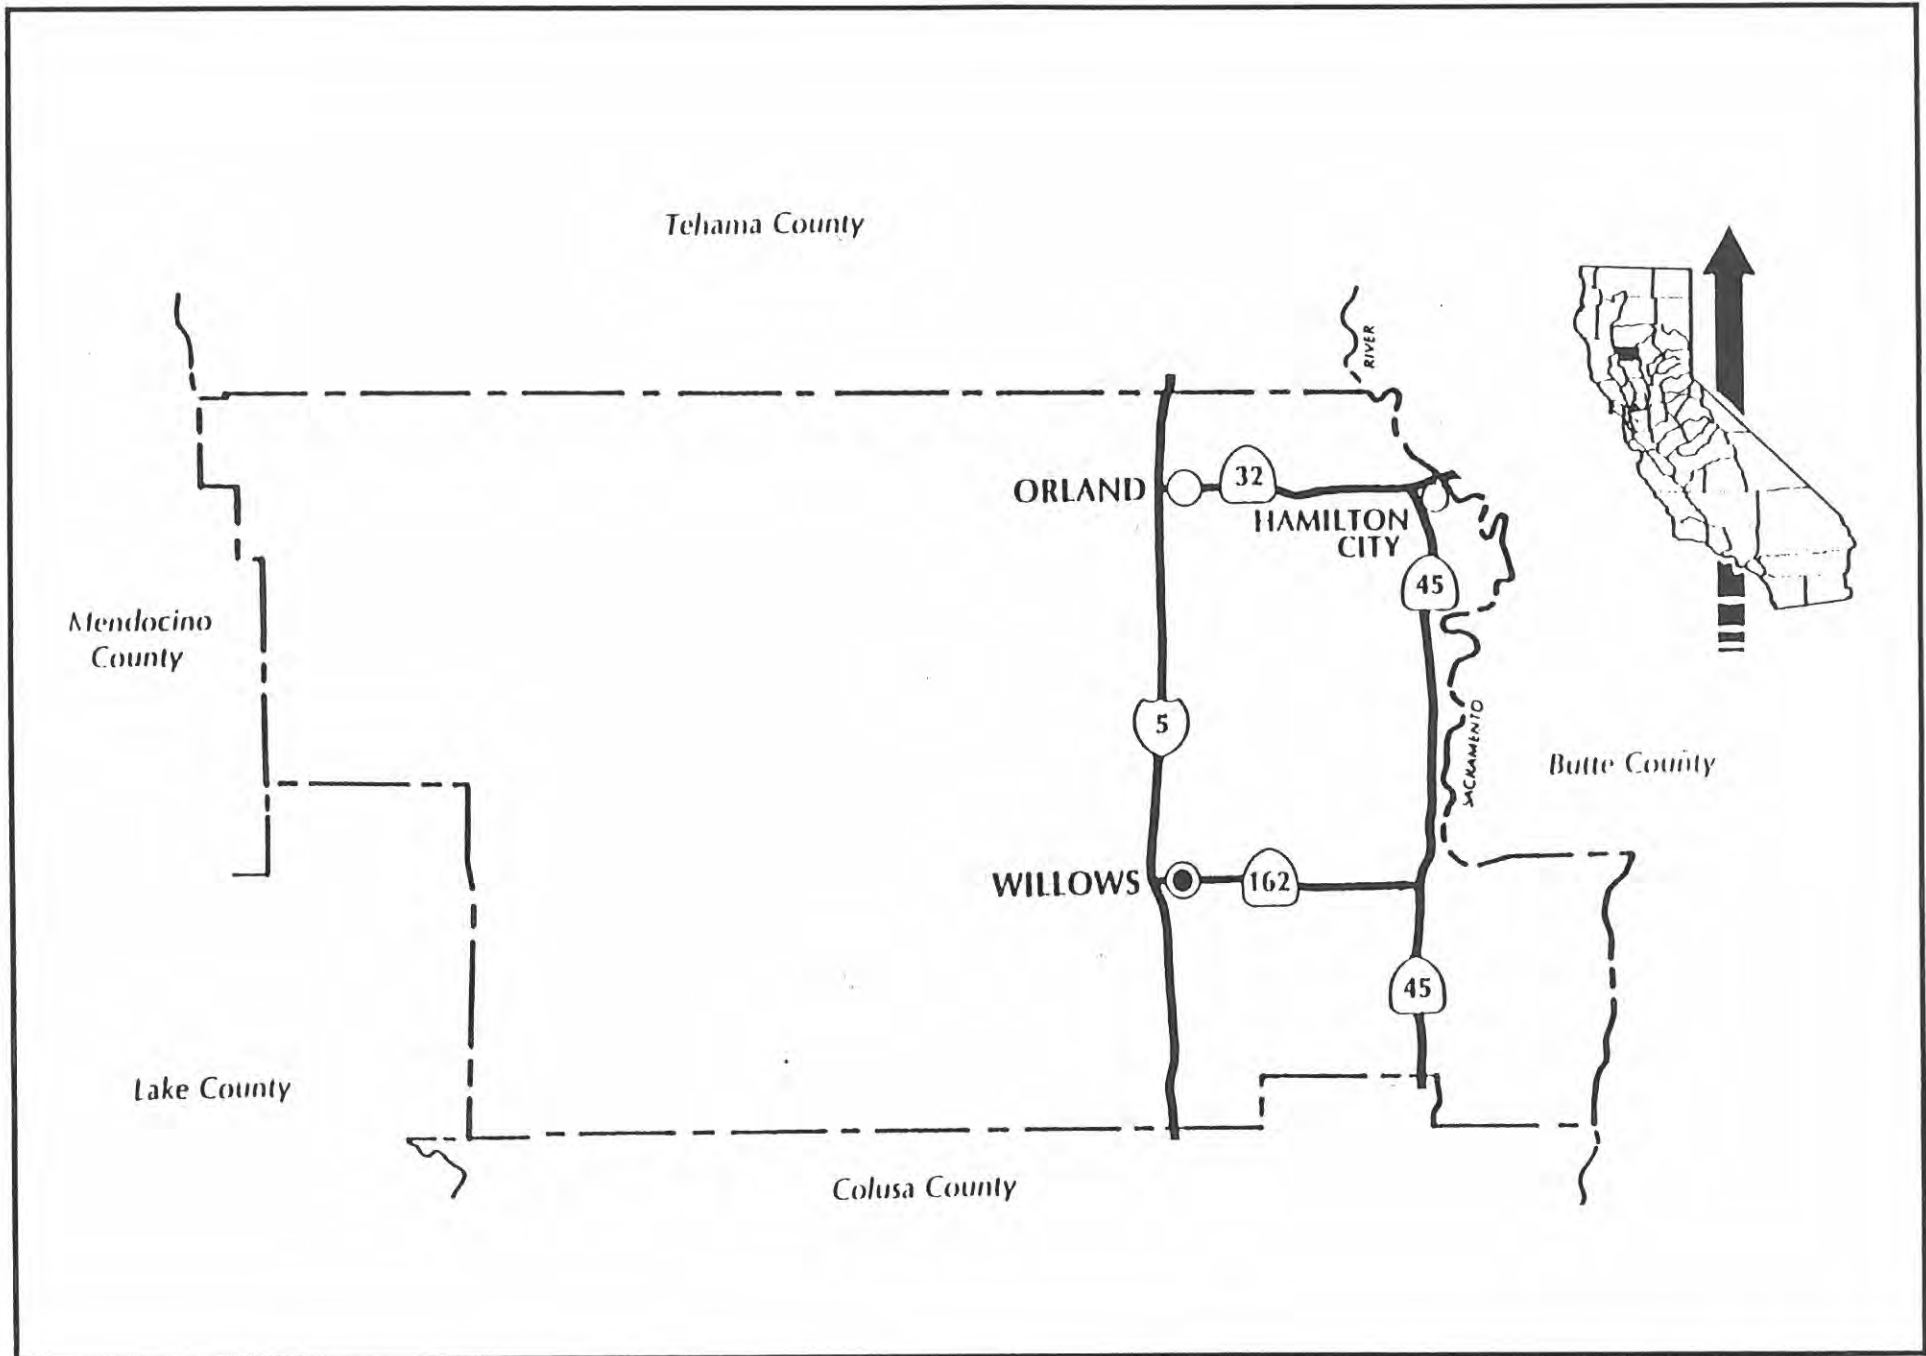 Tehama County
RIVER
ORLAND
32
HAMILTON
CITY
45
Mendocino
County
5
SACRAMENTO
Butte County
WILLOWS
162
45
Lake County
Colusa County